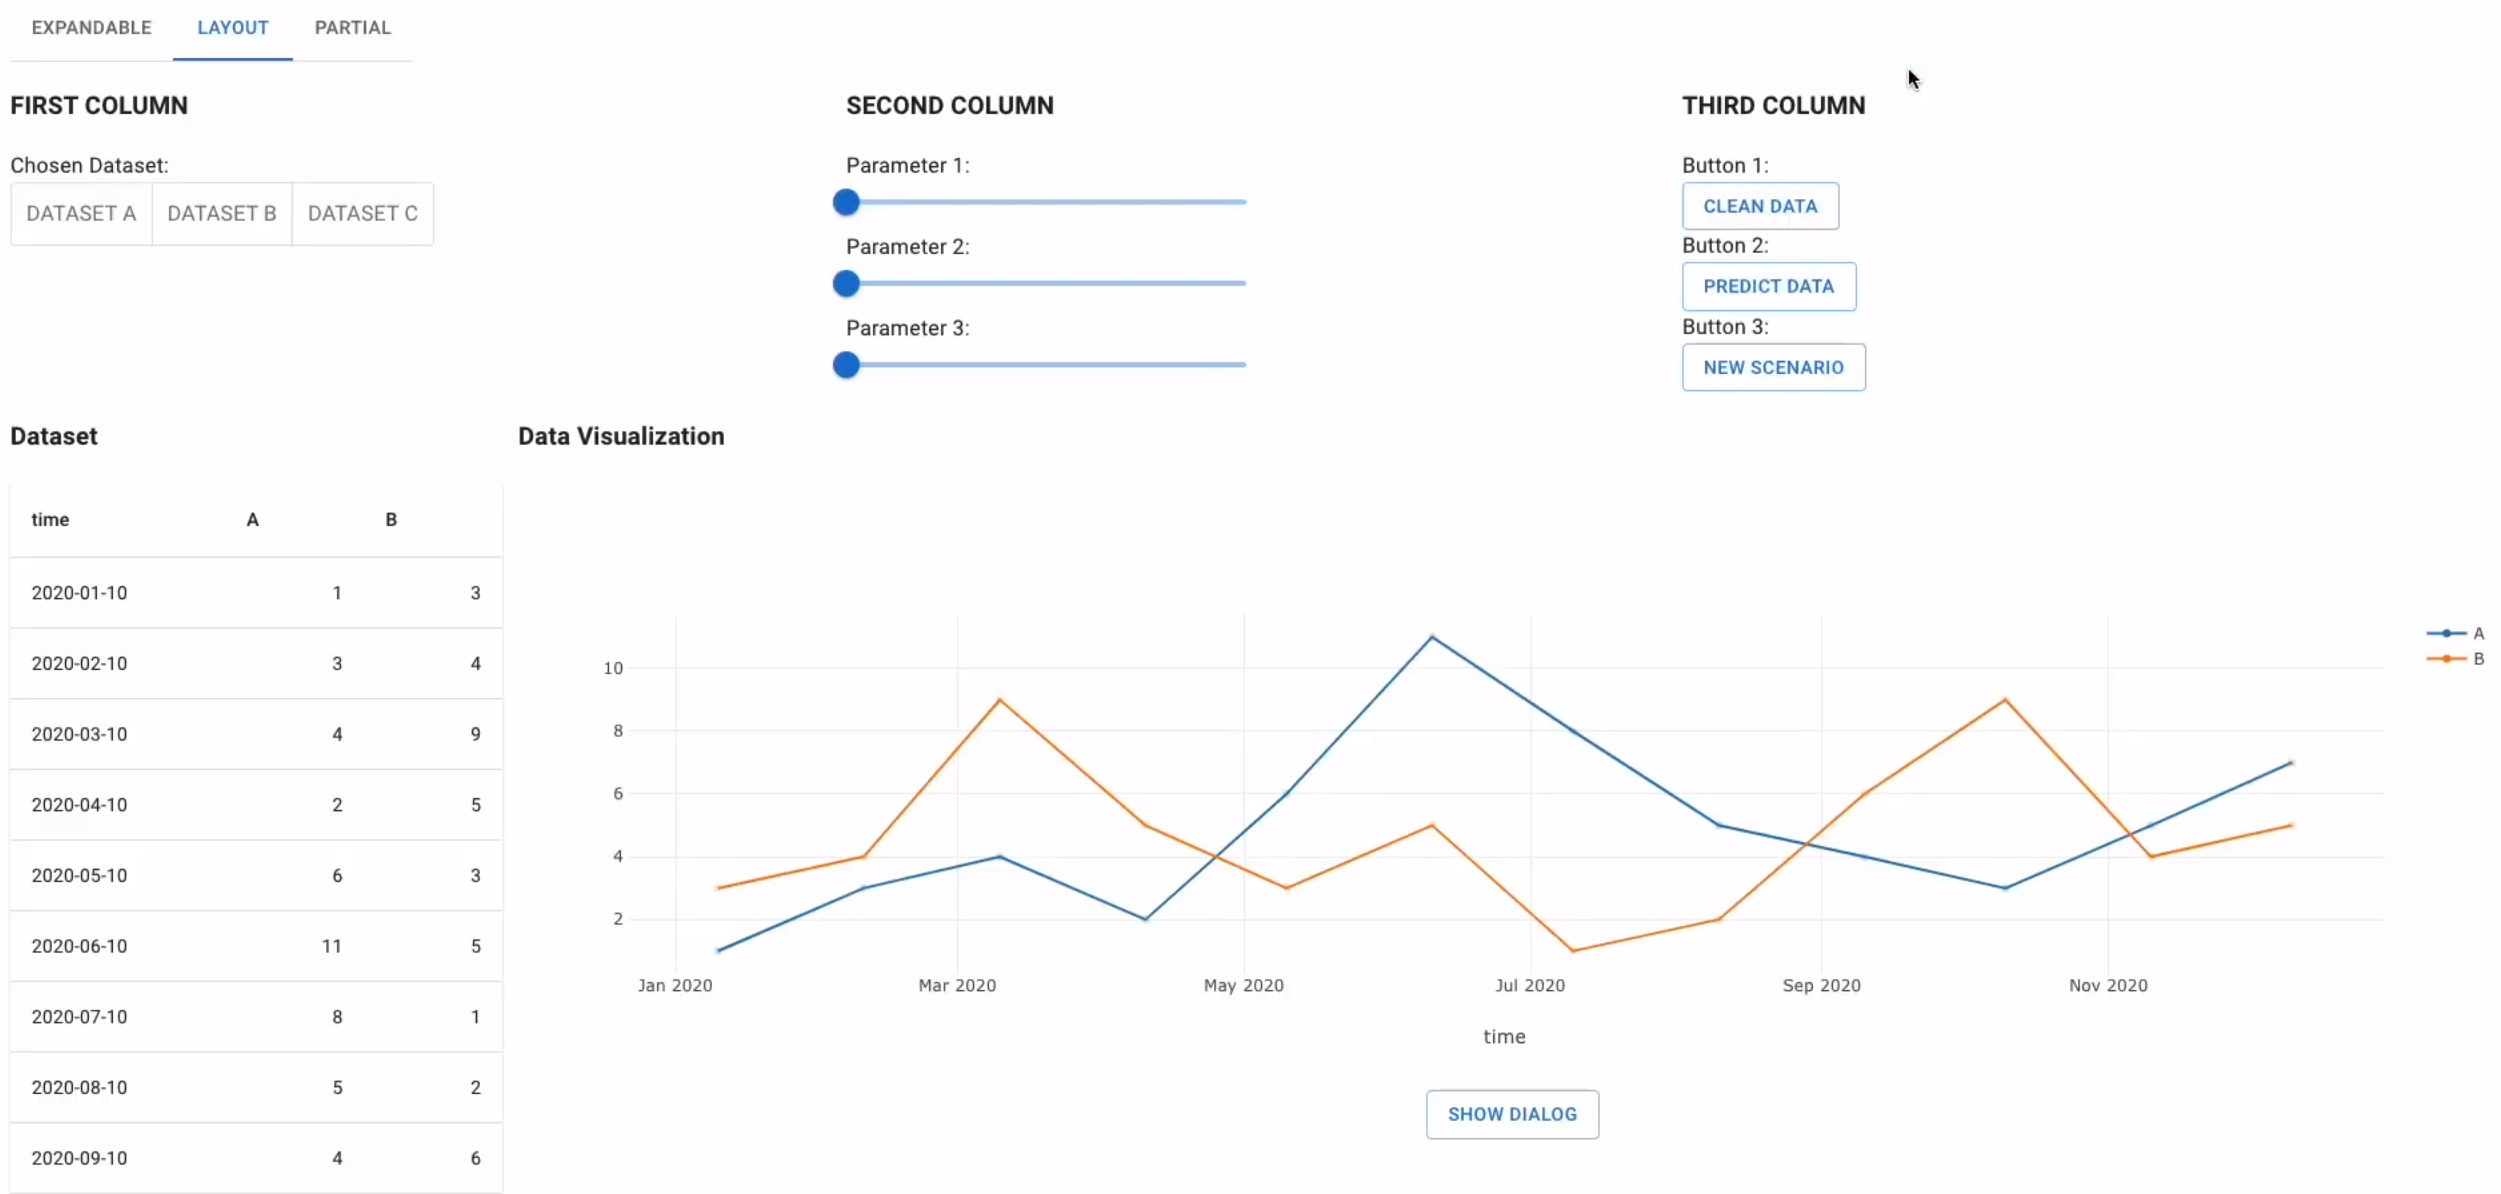 EXPANDABLE LAYOUT PARTIAL
FIRST COLUMN
Chosen Dataset:
DATASET A DATASET B DATASET C
SECOND COLUMN
Parameter 1:
Parameter 2:
Parameter 3:
THIRD COLUMN
Button 1:
CLEAN DATA
Button 2:
PREDICT DATA
Button 3:
NEW SCENARIO
Dataset
time A B
2020-01-10 1 3
2020-02-10 3 4
2020-03-10 4 9
2020-04-10 2 5
2020-05-10 6 3
2020-06-10 11 5
2020-07-10 8 1
2020-08-10 5 2
2020-09-10 4 6
Data Visualization
10
8
6
4
2
Jan 2020 Mar 2020 May 2020 Jul 2020 Sep 2020 Nov 2020
time
A
B
SHOW DIALOG